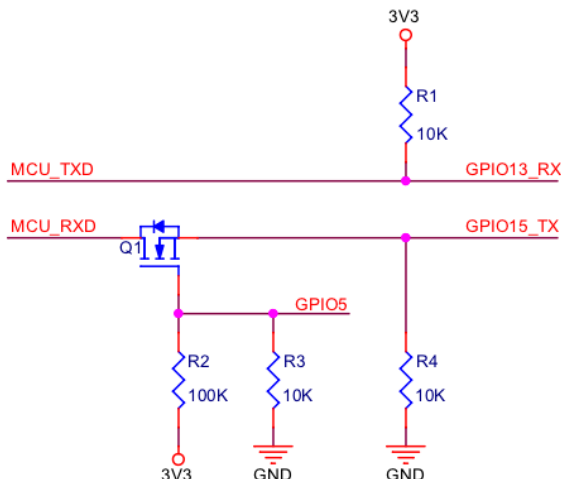 3V3
R1
10K
MCU_TXD
GPIO13_RX
MCU_RXD
GPIO15_TX
Q1
GPIO5
R2
100K
R3
10K
R4
10K
3V3
GND
GND